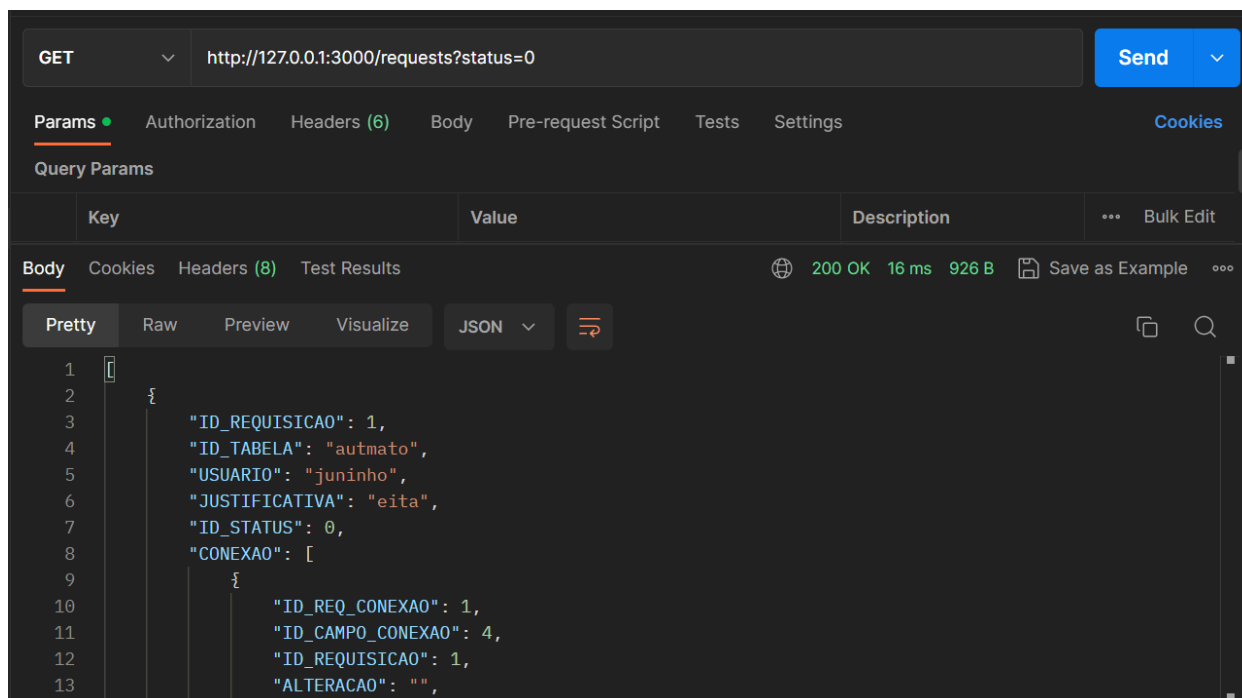 GET http://127.0.0.1:3000/requests?status=0 Send
Params Authorization Headers (6) Body Pre-request Script Tests Settings Cookies
Query Params
Key Value Description Bulk Edit
Body Cookies Headers (8) Test Results 200 OK 16 ms 926 B Save as Example
Pretty Raw Preview Visualize JSON
1 [
2 {
3 "ID_REQUISICAO": 1,
4 "ID_TABELA": "autmato",
5 "USUARIO": "juninho",
6 "JUSTIFICATIVA": "eita",
7 "ID_STATUS": 0,
8 "CONEXAO": [
9 {
10 "ID_REQ_CONEXAO": 1,
11 "ID_CAMPO_CONEXAO": 4,
12 "ID_REQUISICAO": 1,
13 "ALTERACAO": "",